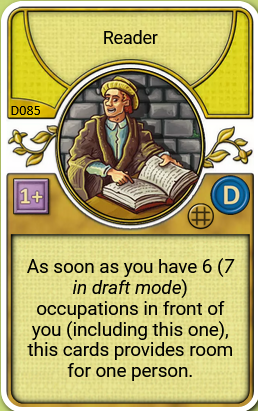 Reader
D085
1+
D
As soon as you have 6 (7
in draft mode)
occupations in front of
you (including this one),
this cards provides room
for one person.